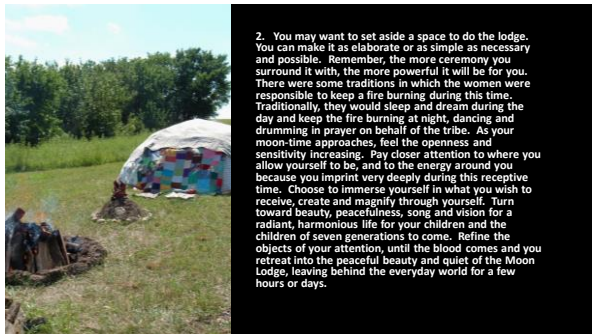 2. You may want to set aside a space to do the lodge.
You can make it as elaborate or as simple as necessary
and possible. Remember, the more ceremony you
surround it with, the more powerful it will be for you.
There were some traditions in which the women were
responsible to keep a fire burning during this time.
Traditionally, they would sleep and dream during the
day and keep the fire burning at night, dancing and
drumming in prayer on behalf of the tribe. As your
moon-time approaches, feel the openness and
sensitivity increasing. Pay closer attention to where you
allow yourself to be, and to the energy around you
because you imprint very deeply during this receptive
time. Choose to immerse yourself in what you wish to
receive, create and magnify through yourself. Turn
toward beauty, peacefulness, song and vision for a
radiant, harmonious life for your children and the
children of seven generations to come. Refine the
objects of your attention, until the blood comes and you
retreat into the peaceful beauty and quiet of the Moon
Lodge, leaving behind the everyday world for a few
hours or days.